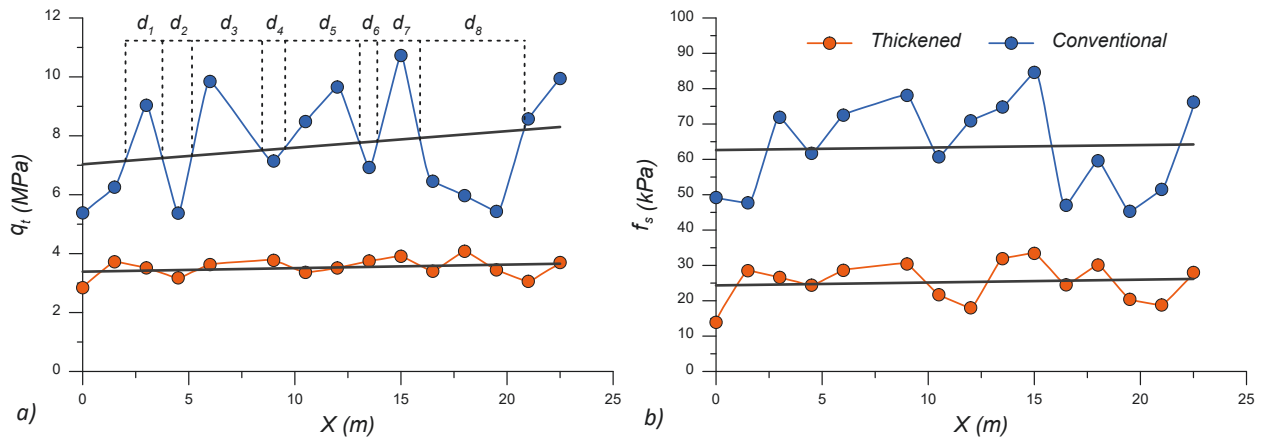 d1 d2 d3 d4 d5 d6 d7 d8
12
10
8
6
4
2
0
qt (MPa)
0 5 10 15 20 25
X (m)
a)
Thickened Conventional
100
90
80
70
60
50
40
30
20
10
0
fs (kPa)
0 5 10 15 20 25
X (m)
b)